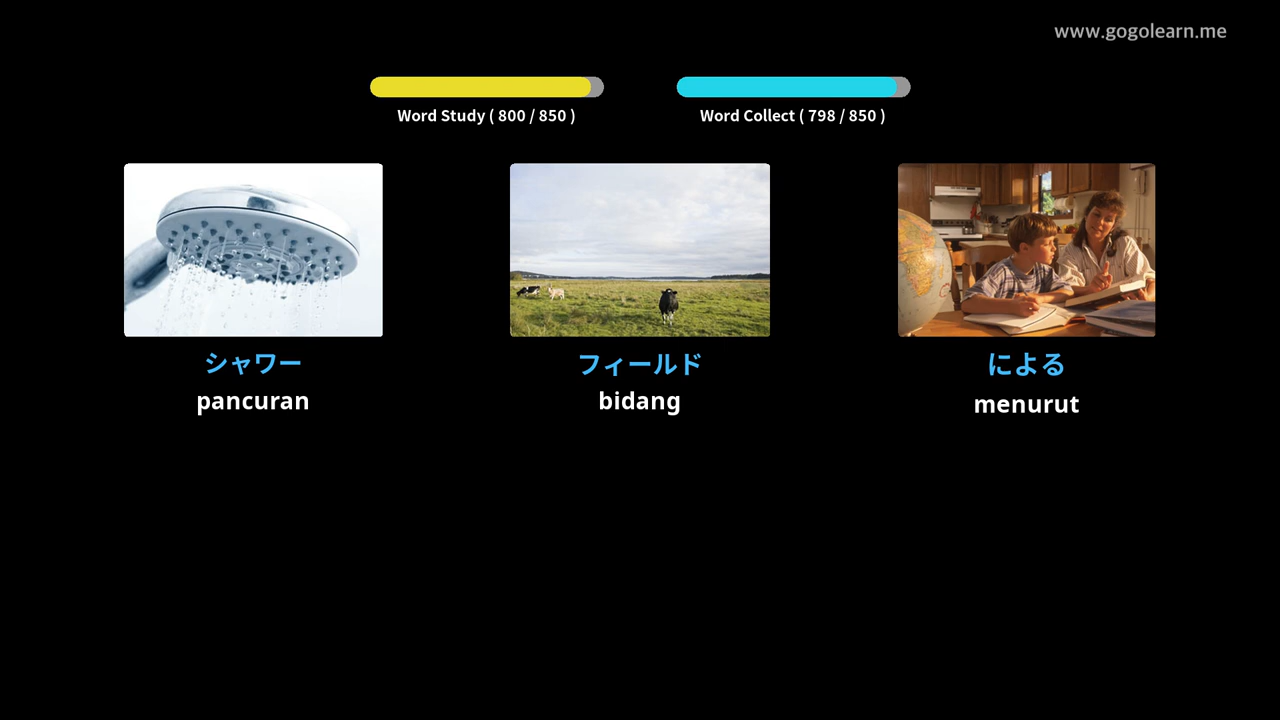 www.gogolearn.me
Word Study ( 800 / 850 )
Word Collect ( 798 / 850 )
シャワー
pancuran
フィールド
bidang
による
menurut